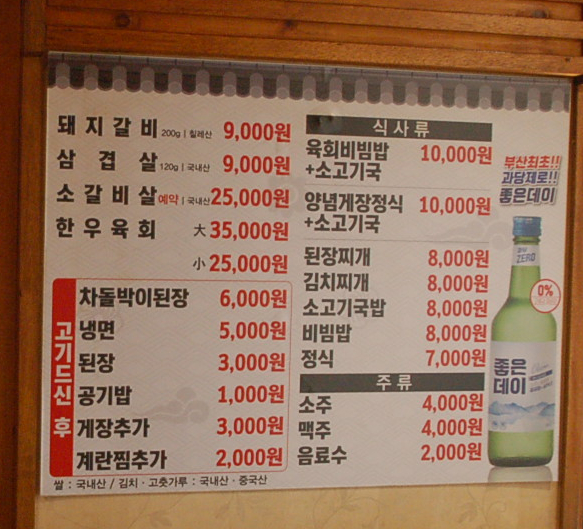 돼지갈비 200g | 칠레산 9,000원
삼겹살 120g | 국내산 9,000원
소갈비살 예약 | 국내산 25,000원
한우육회 大 35,000원
小 25,000원
고기드신 후
차돌박이된장 6,000원
냉면 5,000원
된장 3,000원
공기밥 1,000원
게장추가 3,000원
계란찜추가 2,000원
쌀 : 국내산 / 김치 · 고춧가루 : 국내산 · 중국산
식사류
육회비빔밥 10,000원
+소고기국
양념게장정식 10,000원
+소고기국
된장찌개 8,000원
김치찌개 8,000원
소고기국밥 8,000원
비빔밥 8,000원
정식 7,000원
주류
소주 4,000원
맥주 4,000원
음료수 2,000원
부산최초!!
과당제로!!
좋은데이
ZERO
0%
좋은
데이